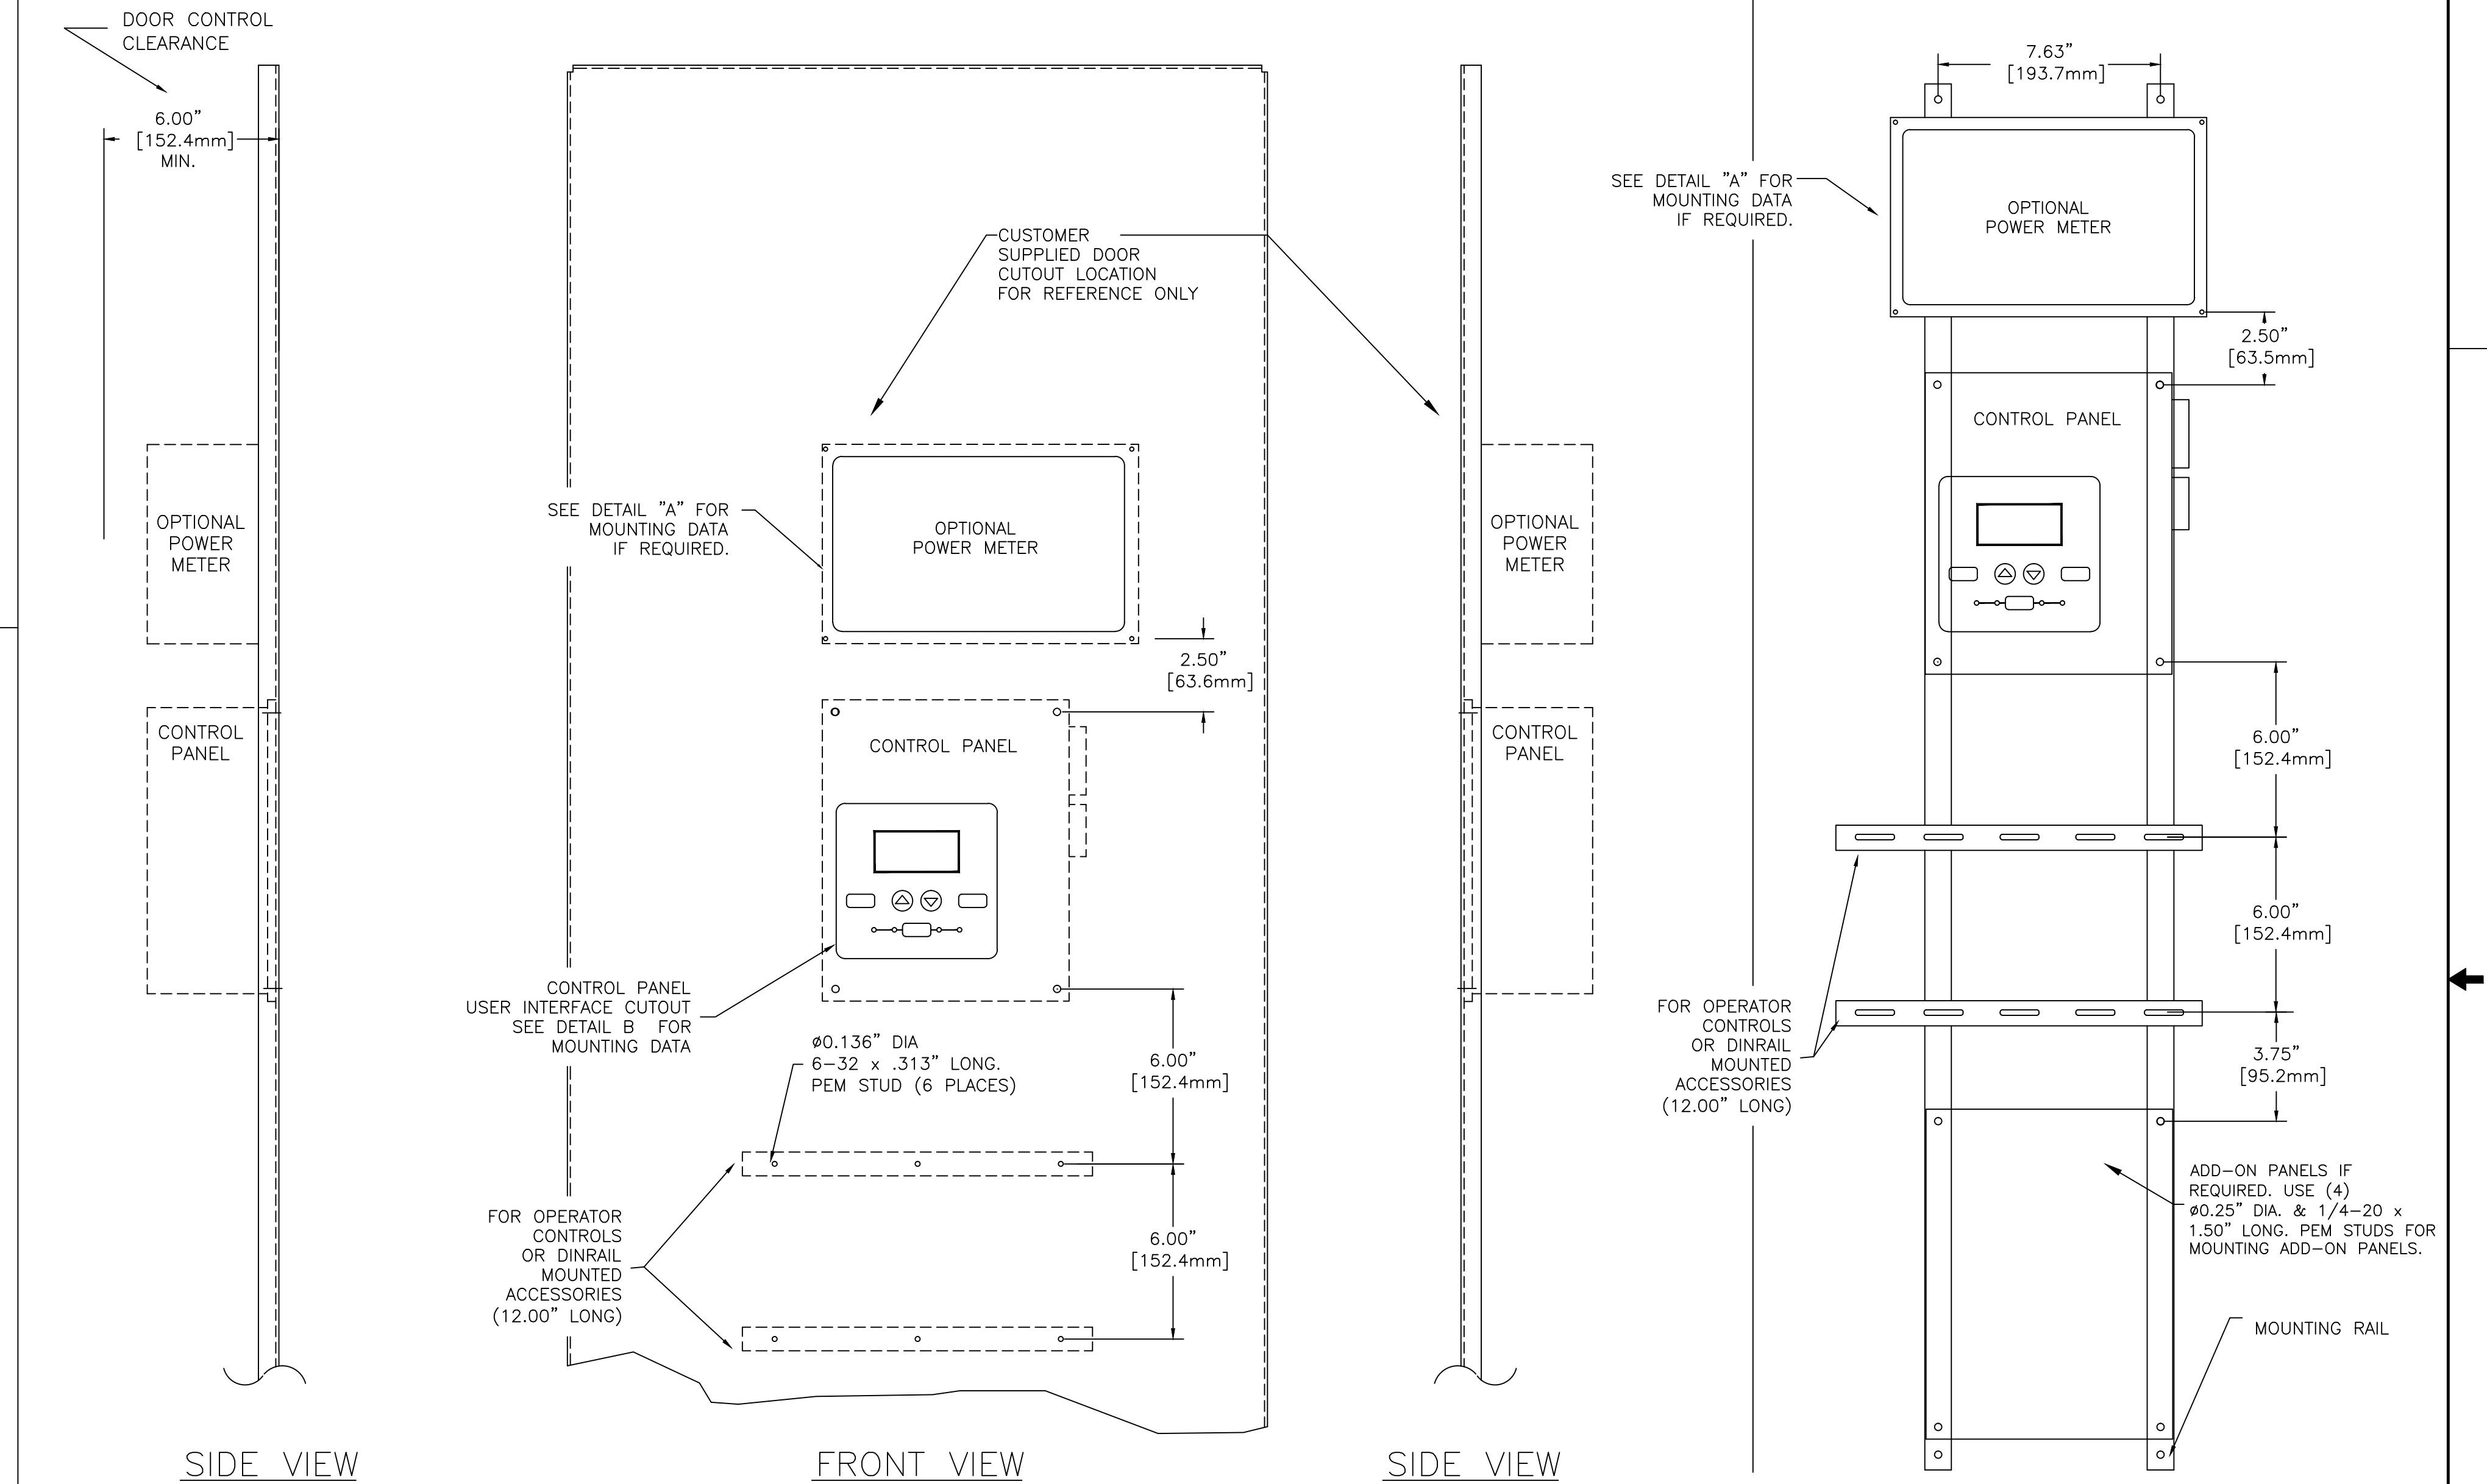 DOOR CONTROL
CLEARANCE
6.00”
[152.4mm]
MIN.
OPTIONAL
POWER
METER
CONTROL
PANEL
SIDE VIEW
CUSTOMER
SUPPLIED DOOR
CUTOUT LOCATION
FOR REFERENCE ONLY
SEE DETAIL ”A” FOR
MOUNTING DATA
IF REQUIRED.
OPTIONAL
POWER METER
2.50”
[63.6mm]
CONTROL PANEL
CONTROL PANEL
USER INTERFACE CUTOUT
SEE DETAIL B FOR
MOUNTING DATA
ø0.136” DIA
6–32 x .313” LONG.
PEM STUD (6 PLACES)
6.00”
[152.4mm]
FOR OPERATOR
CONTROLS
OR DINRAIL
MOUNTED
ACCESSORIES
(12.00” LONG)
6.00”
[152.4mm]
FRONT VIEW
OPTIONAL
POWER
METER
CONTROL
PANEL
SIDE VIEW
7.63”
[193.7mm]
SEE DETAIL ”A” FOR
MOUNTING DATA
IF REQUIRED.
OPTIONAL
POWER METER
2.50”
[63.5mm]
CONTROL PANEL
6.00”
[152.4mm]
6.00”
[152.4mm]
FOR OPERATOR
CONTROLS
OR DINRAIL
MOUNTED
ACCESSORIES
(12.00” LONG)
3.75”
[95.2mm]
ADD–ON PANELS IF
REQUIRED. USE (4)
ø0.25” DIA. & 1/4–20 x
1.50” LONG. PEM STUDS FOR
MOUNTING ADD–ON PANELS.
MOUNTING RAIL